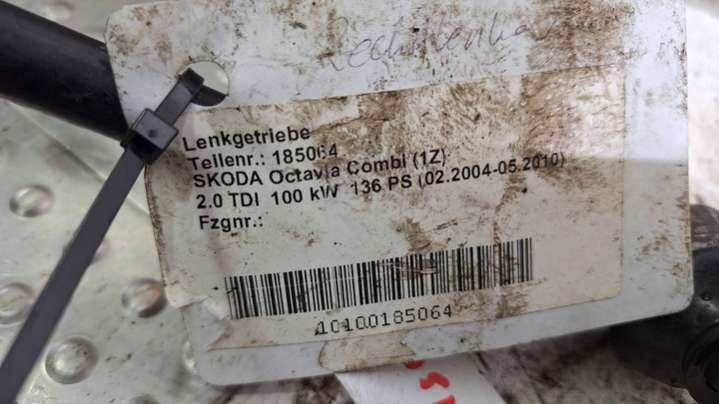 Lenkgetriebe
Teilenr.: 185064
SKODA Octavia Combi (1Z)
2.0 TDI 100 kW 136 PS (02.2004-05.2010)
Fzgnr.:
10100185064